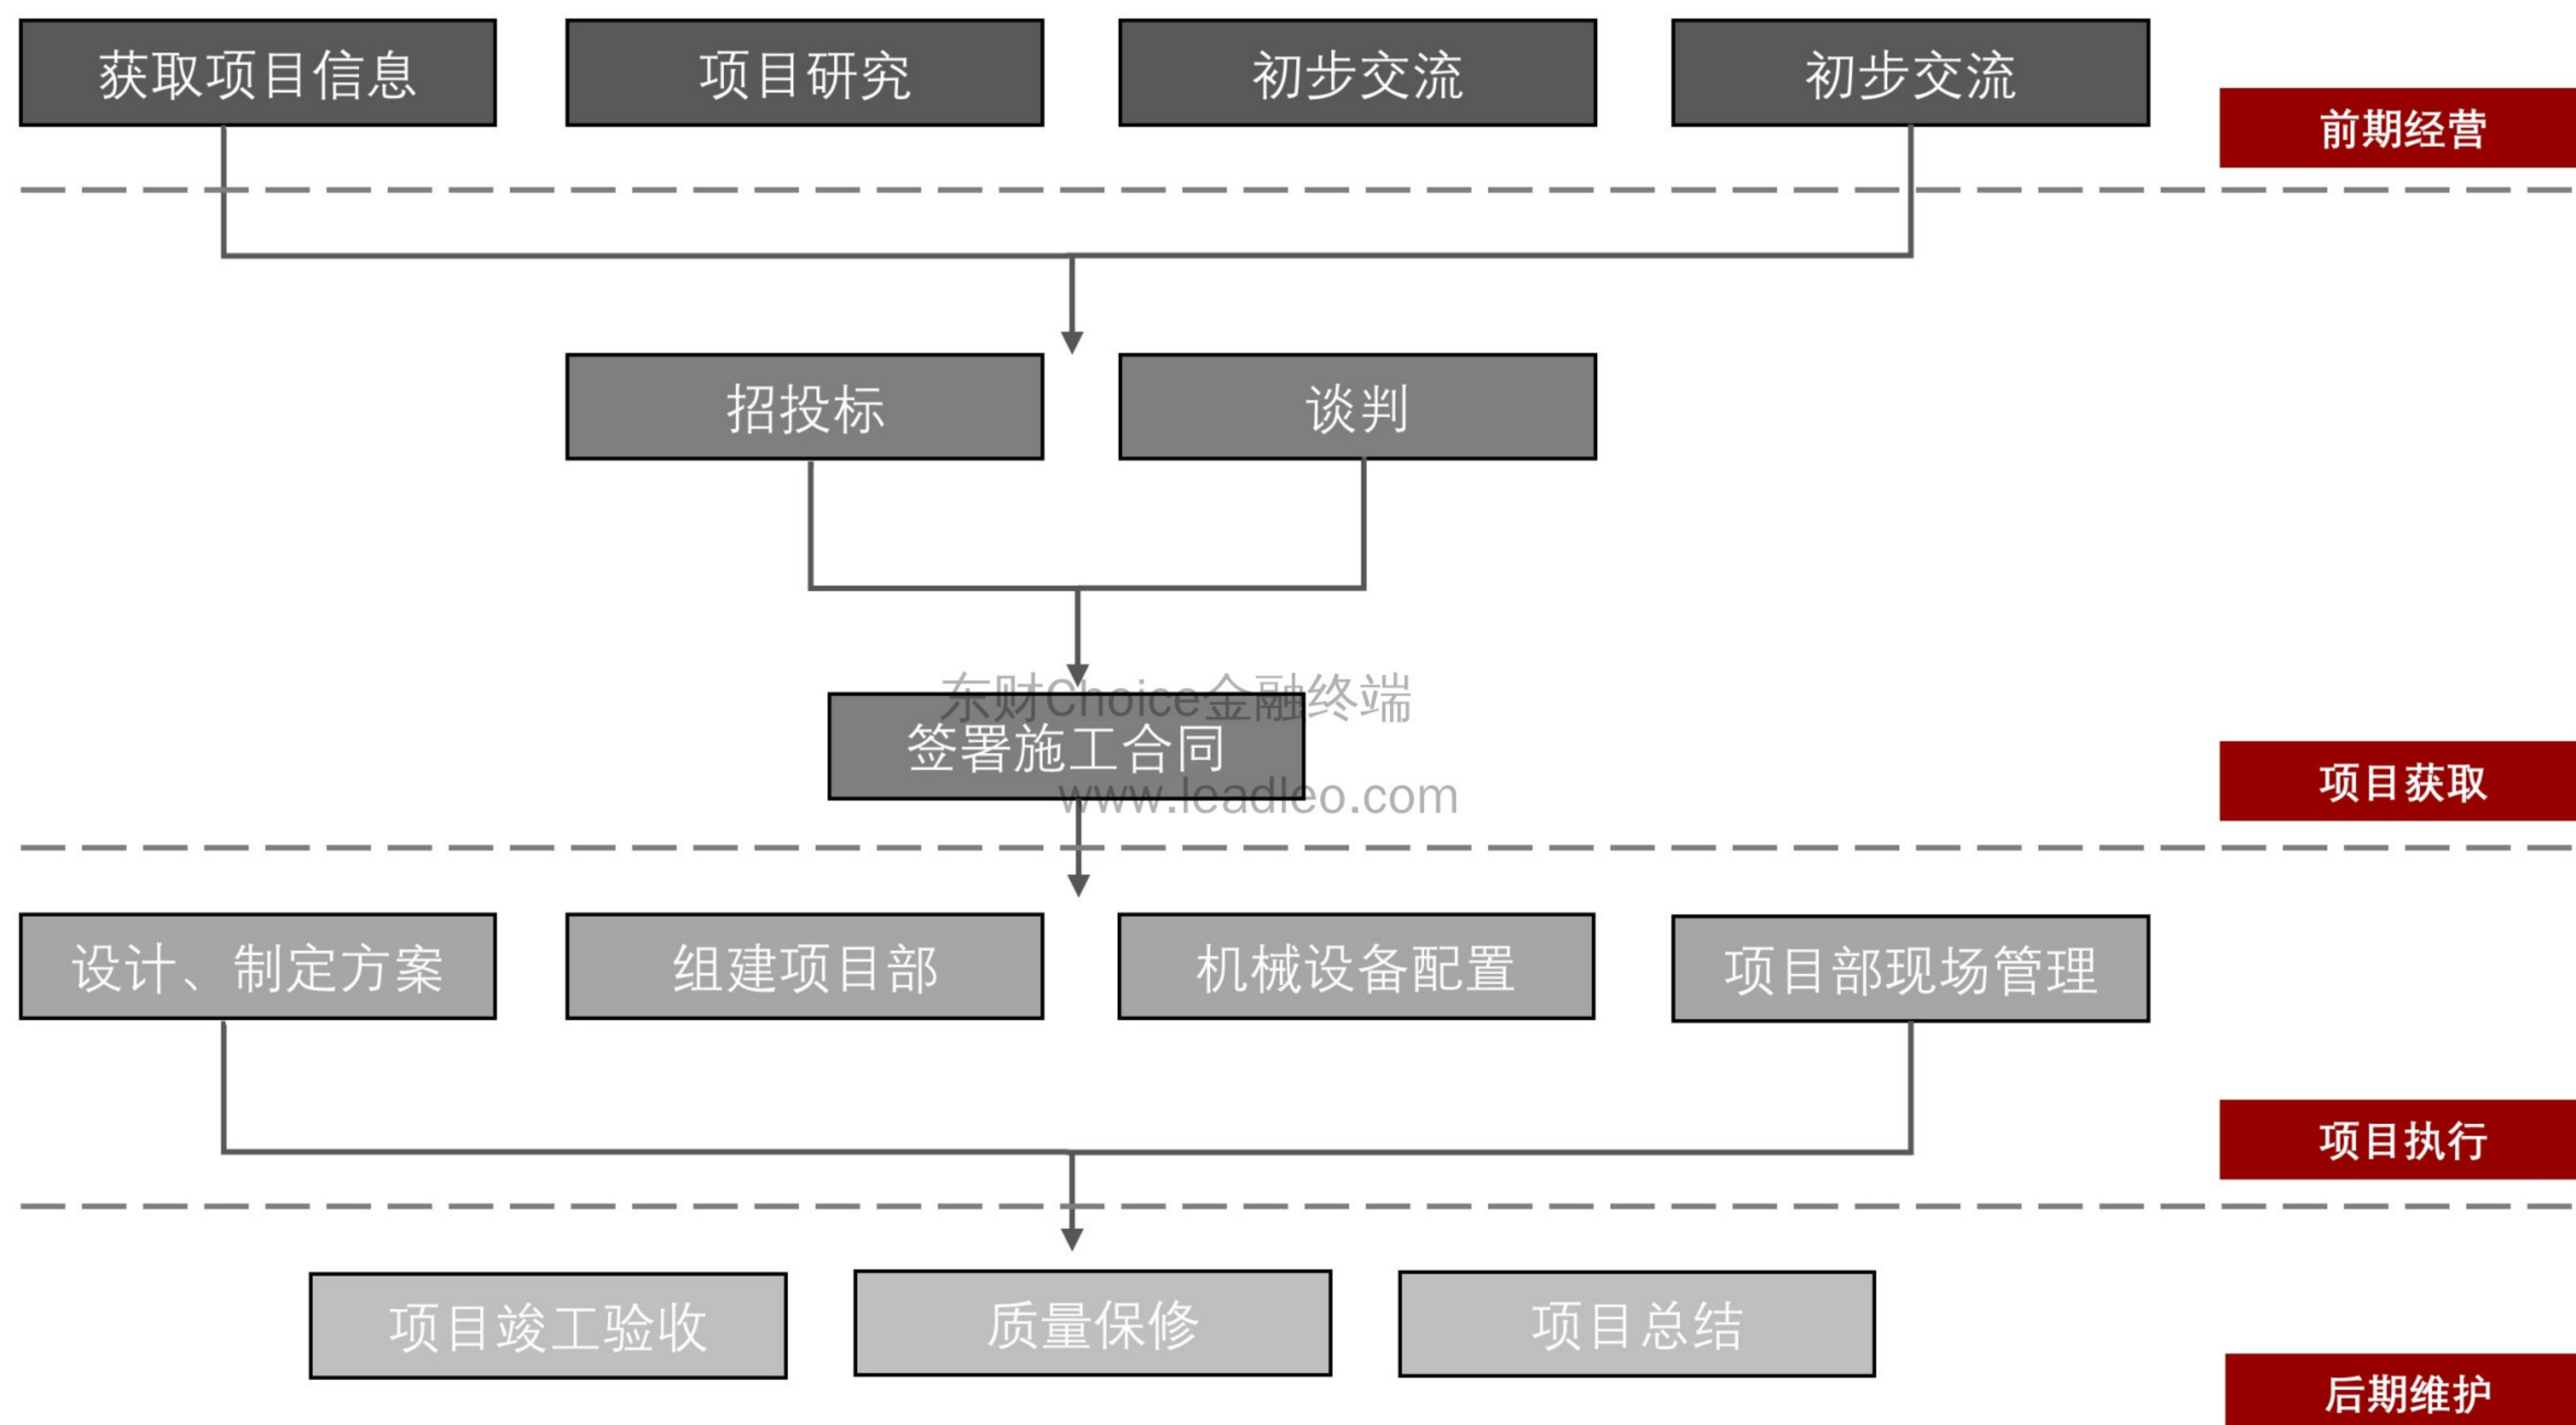 获取项目信息
项目研究
初步交流
初步交流
前期经营
招投标
谈判
东财Choice金融终端
签署施工合同
www.leadleo.com
项目获取
设计、制定方案
组建项目部
机械设备配置
项目部现场管理
项目执行
项目竣工验收
质量保修
项目总结
后期维护